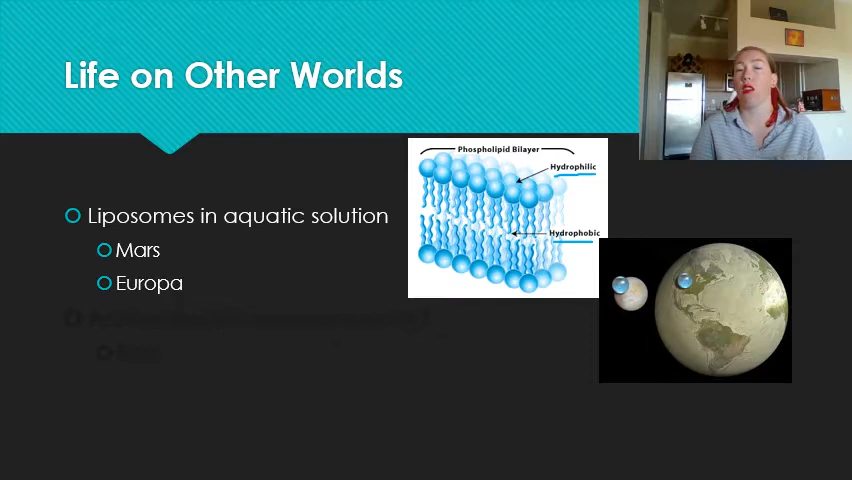 Life on Other Worlds
Phospholipid Bilayer
Hydrophilic
Liposomes in aquatic solution
Hydrophobic
Mars
Europa